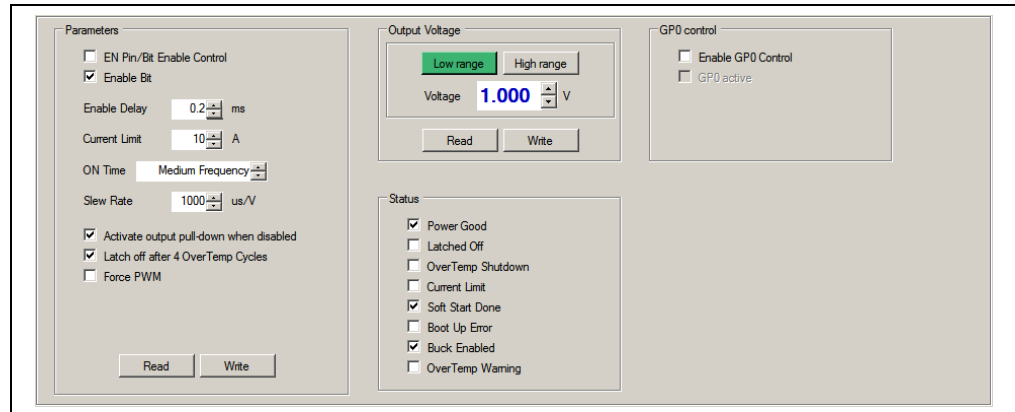 Parameters
EN Pin/Bit Enable Control
Enable Bit
Enable Delay 0.2 ms
Current Limit 10 A
ON Time Medium Frequency
Slew Rate 1000 us/V
Activate output pull-down when disabled
Latch off after 4 OverTemp Cycles
Force PWM
Read Write
Output Voltage
Low range High range
Voltage 1.000 V
Read Write
Status
Power Good
Latched Off
OverTemp Shutdown
Current Limit
Soft Start Done
Boot Up Error
Buck Enabled
OverTemp Warning
GP0 control
Enable GP0 Control
GP0 active